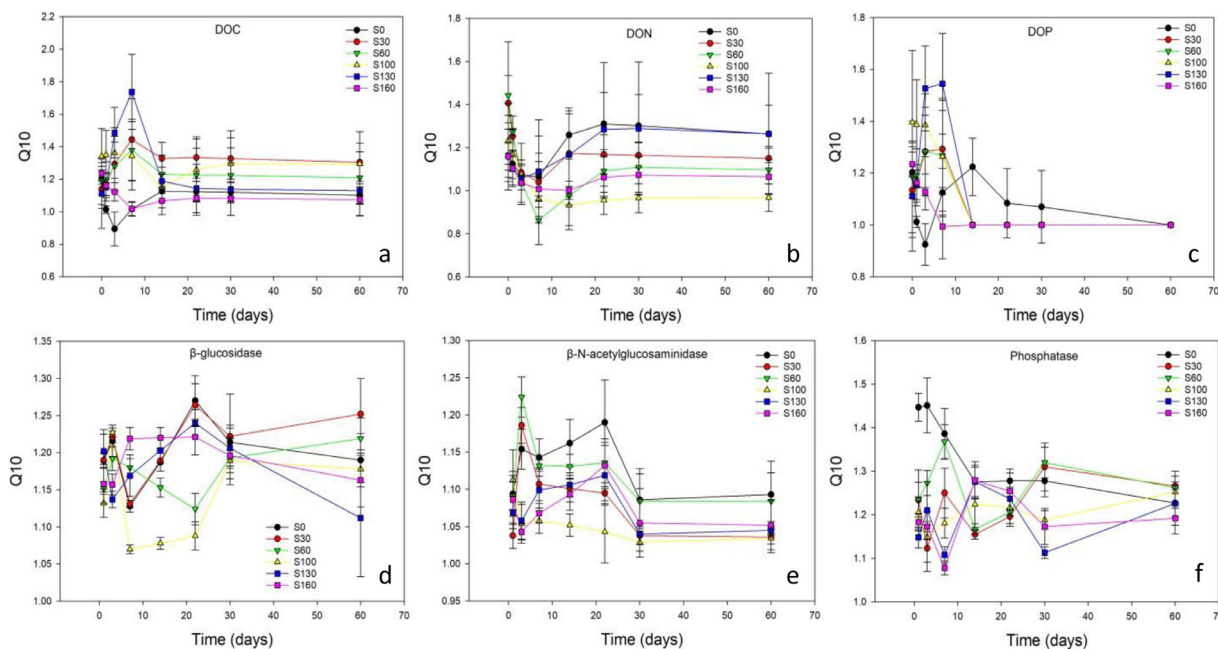 DOC
S0
S30
S60
S100
S130
S160
2.2
2.0
1.8
1.6
1.4
1.2
1.0
0.8
0.6
Q10
0 10 20 30 40 50 60 70
Time (days)
a
DON
S0
S30
S60
S100
S130
S160
1.8
1.6
1.4
1.2
1.0
0.8
0.6
Q10
0 10 20 30 40 50 60 70
Time (days)
b
DOP
S0
S30
S60
S100
S130
S160
1.8
1.6
1.4
1.2
1.0
0.8
Q10
0 10 20 30 40 50 60 70
Time (days)
c
β-glucosidase
1.35
1.30
1.25
1.20
1.15
1.10
1.05
1.00
Q10
S0
S30
S60
S100
S130
S160
0 10 20 30 40 50 60 70
Time (days)
d
β-N-acetylglucosaminidase
S0
S30
S60
S100
S130
S160
1.30
1.25
1.20
1.15
1.10
1.05
1.00
0.95
Q10
0 10 20 30 40 50 60 70
Time (days)
e
Phosphatase
S0
S30
S60
S100
S130
S160
1.6
1.5
1.4
1.3
1.2
1.1
1.0
Q10
0 10 20 30 40 50 60 70
Time (days)
f